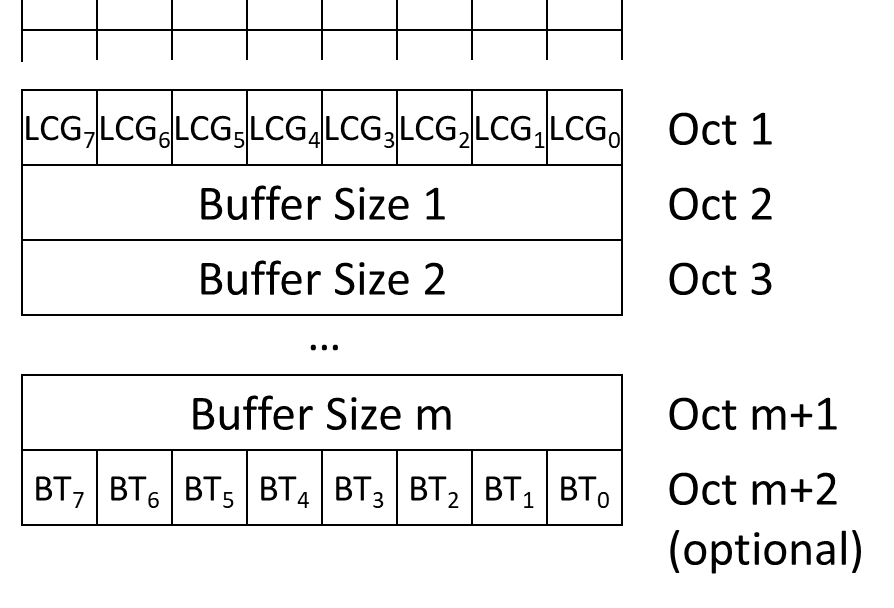 LCG₇ LCG₆ LCG₅ LCG₄ LCG₃ LCG₂ LCG₁ LCG₀ Oct 1
Buffer Size 1 Oct 2
Buffer Size 2 Oct 3
...
Buffer Size m Oct m+1
BT₇ BT₆ BT₅ BT₄ BT₃ BT₂ BT₁ BT₀ Oct m+2
(optional)